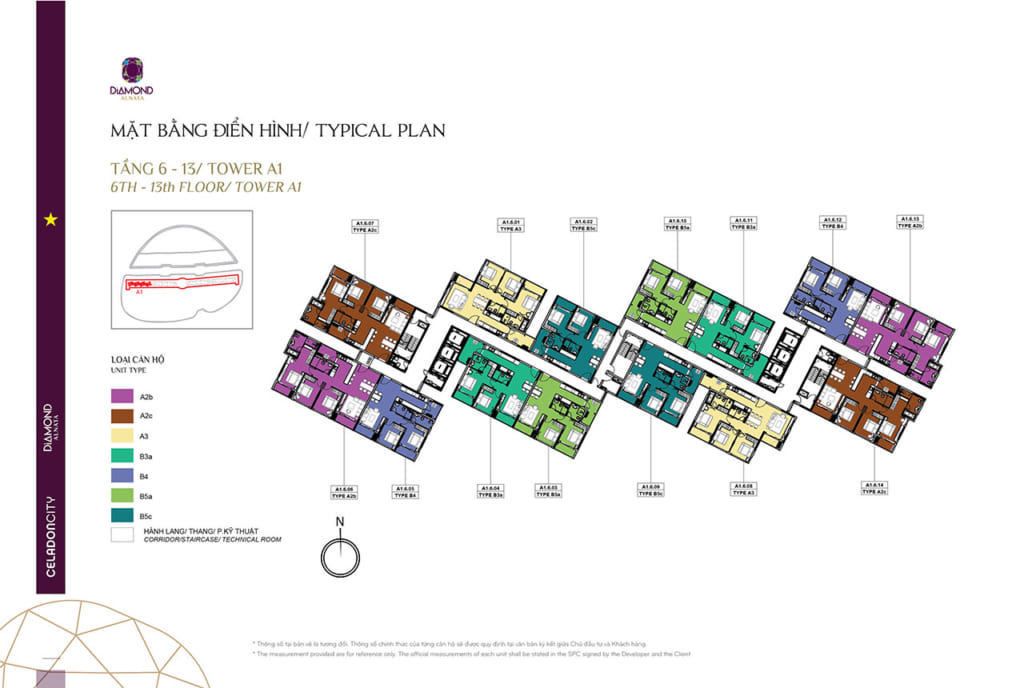 DIAMOND
ALNATA
MẶT BẰNG ĐIỂN HÌNH/ TYPICAL PLAN
TẦNG 6 - 13/ TOWER A1
6TH - 13th FLOOR/ TOWER A1
A1
A1.6.07
TYPE A2c
A1.6.01
TYPE A3
A1.6.02
TYPE B5c
A1.6.10
TYPE B5a
A1.6.11
TYPE B3a
A1.6.12
TYPE B4
A1.6.13
TYPE A2b
LOẠI CĂN HỘ
UNIT TYPE
A2b
A2c
A3
B3a
B4
B5a
B5c
HÀNH LANG/ THANG/ P.KỸ THUẬT
CORRIDOR/STAIRCASE/ TECHNICAL ROOM
A1.6.06
TYPE A2b
A1.6.05
TYPE B4
A1.6.04
TYPE B3a
A1.6.03
TYPE B5a
A1.6.09
TYPE B5c
A1.6.08
TYPE A3
A1.6.14
TYPE A2c
N
DIAMOND
ALNATA
CELADONCITY
* Thông số tại bản vẽ là tương đối. Thông số chính thức của từng căn hộ sẽ được quy định tại văn bản ký kết giữa Chủ đầu tư và Khách hàng.
* The measurement provided are for reference only. The official measurements of each unit shall be stated in the SPC signed by the Developer and the Client